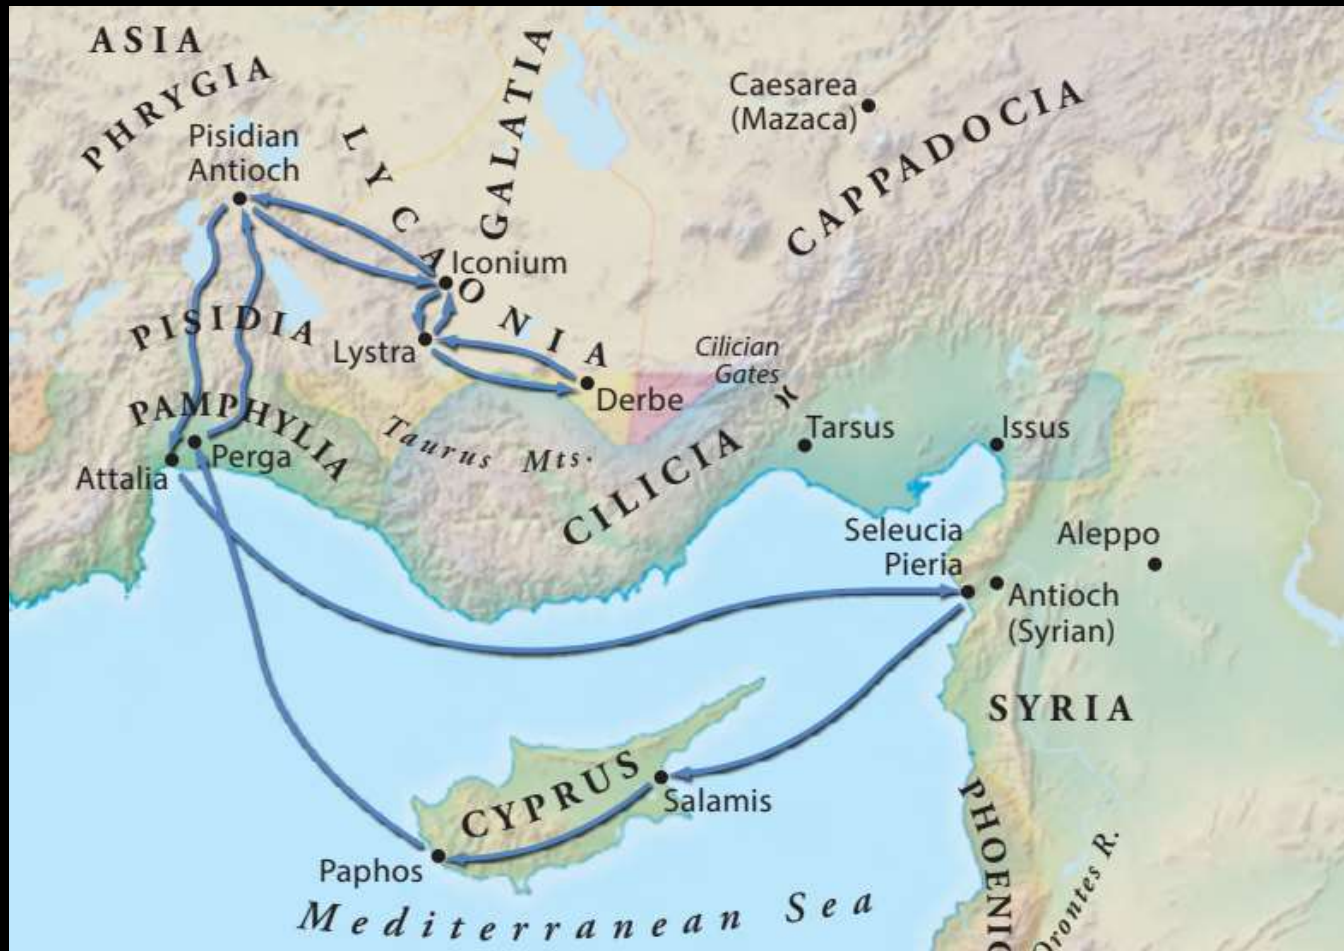 ASIA
PHRYGIA
GALATIA
LYCAONIA
Caesarea
(Mazaca)
CAPPADOCIA
Pisidian
Antioch
Iconium
PISIDIA
Lystra
Cilician
Gates
Derbe
PAMPHYLIA
Perga
Attalia
Taurus Mts.
CILICIA
Tarsus
Issus
Seleucia
Pieria
Aleppo
Antioch
(Syrian)
SYRIA
CYPRUS
Salamis
Paphos
PHOENIC
Orontes R.
Mediterranean Sea